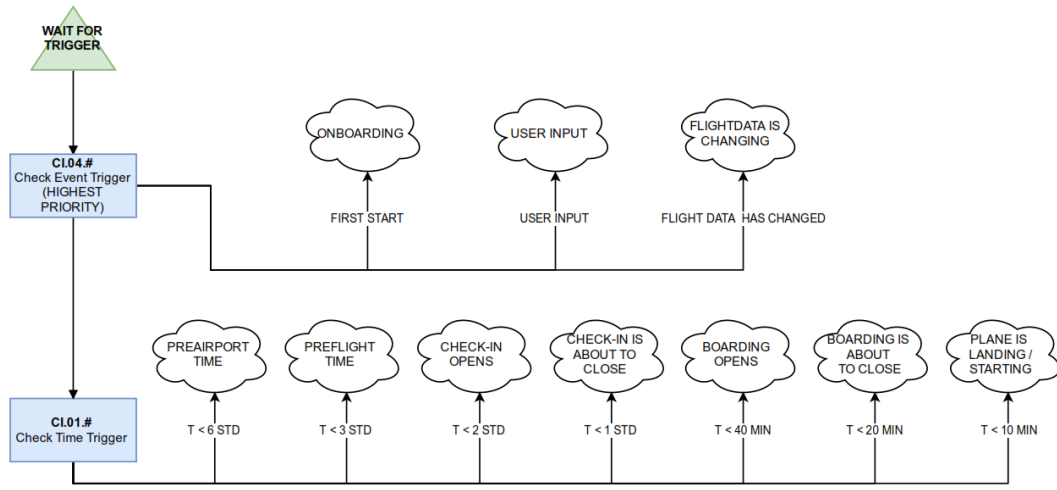 WAIT FOR
TRIGGER
CI.04.#
Check Event Trigger
(HIGHEST
PRIORITY)
ONBOARDING
USER INPUT
FLIGHTDATA IS
CHANGING
FIRST START
USER INPUT
FLIGHT DATA HAS CHANGED
PREAIRPORT
TIME
PREFLIGHT
TIME
CHECK-IN
OPENS
CHECK-IN IS
ABOUT TO
CLOSE
BOARDING
OPENS
BOARDING IS
ABOUT
TO CLOSE
PLANE IS
LANDING /
STARTING
CI.01.#
Check Time Trigger
T < 6 STD
T < 3 STD
T < 2 STD
T < 1 STD
T < 40 MIN
T < 20 MIN
T < 10 MIN